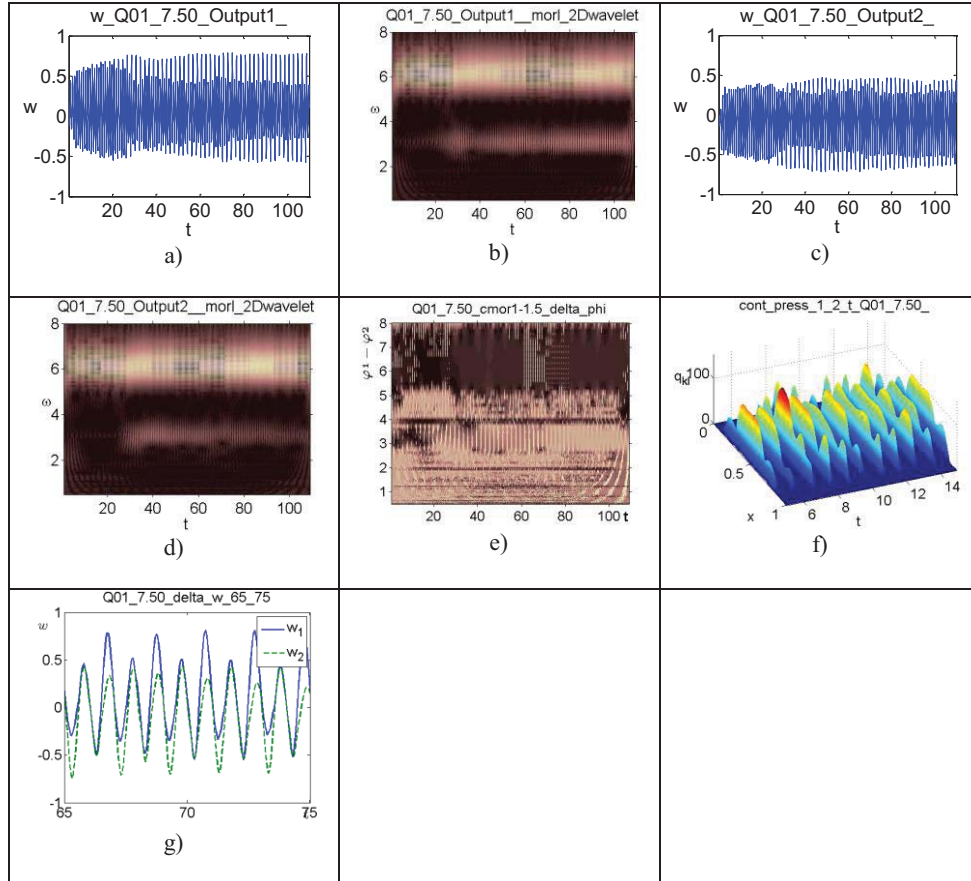 w_Q01_7.50_Output1_
1
0.5
w
0
-0.5
-1
20 40 60 80 100
t
a)
Q01_7.50_Output1__morl_2Dwavelet
8
6
ω
4
2
20 40 60 80 100
t
b)
w_Q01_7.50_Output2_
1
0.5
w
0
-0.5
-1
20 40 60 80 100
t
c)
Q01_7.50_Output2__morl_2Dwavelet
8
6
ω
4
2
20 40 60 80 100
t
d)
Q01_7.50_cmor1-1.5_delta_phi
φ¹ − φ²
8
7
6
5
4
3
2
1
20 40 60 80 100 t
e)
cont_press_1_2_t_Q01_7.50_
q_kl
100
0
0
0.5
1
x
6 8 10 12 14
t
f)
Q01_7.50_delta_w_65_75
w
1
0.5
0
-0.5
-1
w₁
w₂
65 70 75
g)